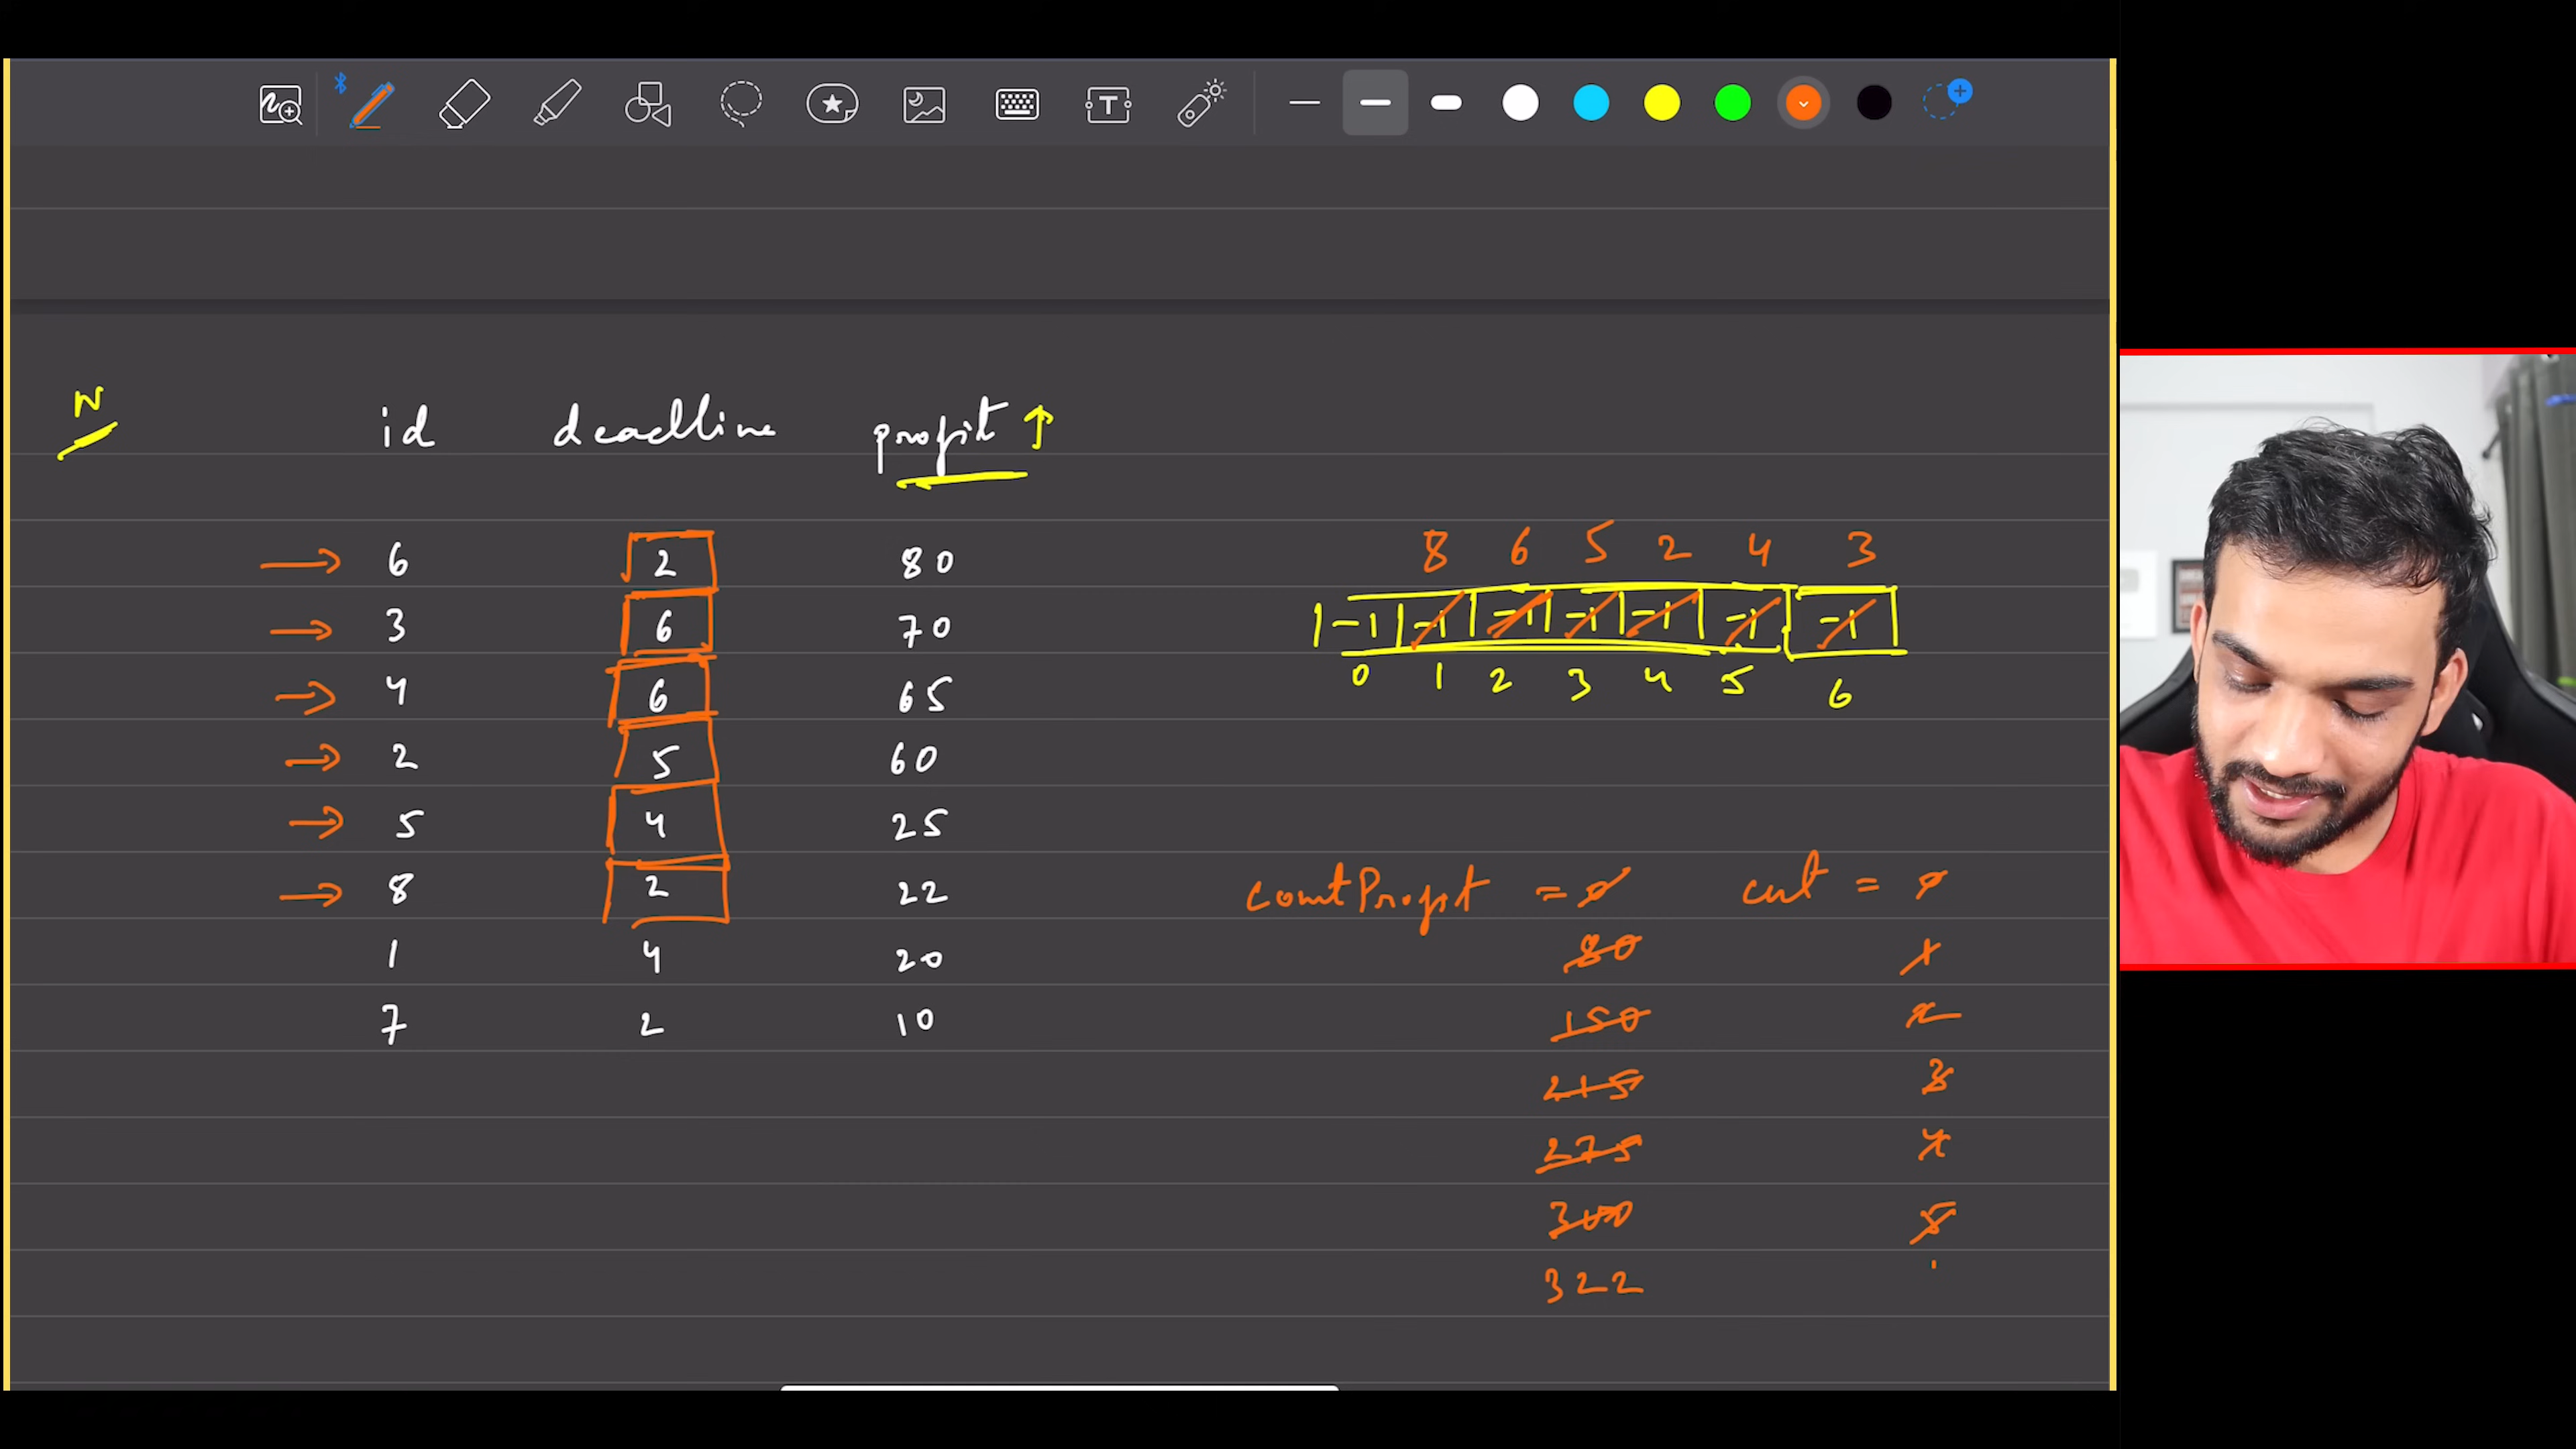 N
id deadline profit ↑
→ 6 2 80
→ 3 6 70
→ 4 6 65
→ 2 5 60
→ 5 4 25
→ 8 2 22
1 4 20
7 2 10
8 6 5 2 4 3
-1 -1 -1 -1 -1 -1 -1
0 1 2 3 4 5 6
comtProfit = 0 cnt = 0
80 1
150 2
215 3
275 4
300 5
322
T